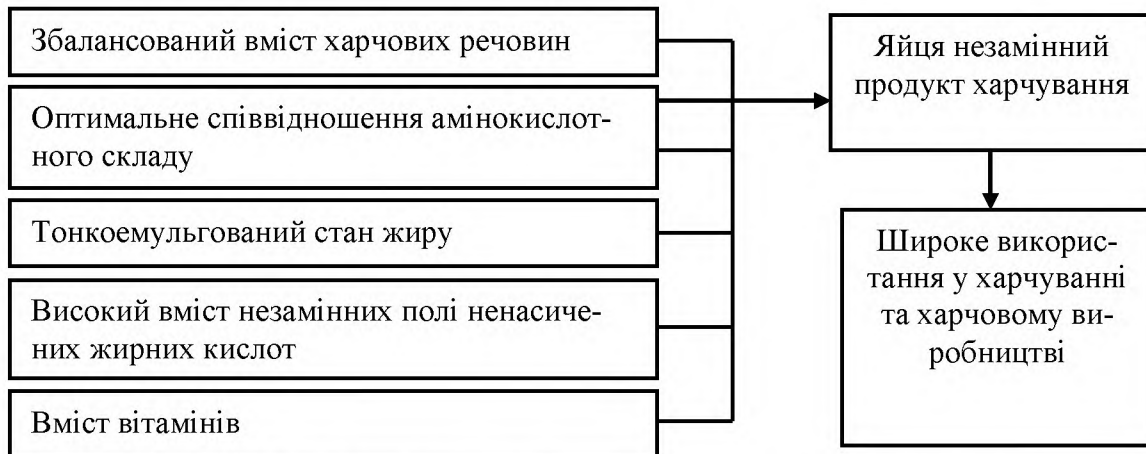 Збалансований вміст харчових речовин
Оптимальне співвідношення амінокислот-
ного складу
Тонкоемульгований стан жиру
Високий вміст незамінних полі ненасиче-
них жирних кислот
Вміст вітамінів
Яйця незамінний
продукт харчування
Широке викорис-
тання у харчуванні
та харчовому ви-
робництві